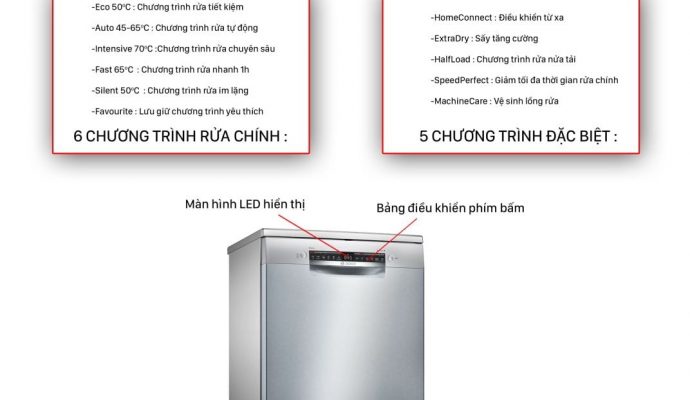 -Eco 50°C : Chương trình rửa tiết kiệm
-Auto 45-65°C : Chương trình rửa tự động
-Intensive 70°C :Chương trình rửa chuyên sâu
-Fast 65°C : Chương trình rửa nhanh 1h
-Silent 50°C : Chương trình rửa im lặng
-Favourite : Lưu giữ chương trình yêu thích
6 CHƯƠNG TRÌNH RỬA CHÍNH :
-HomeConnect : Điều khiển từ xa
-ExtraDry : Sấy tăng cường
-HalfLoad : Chương trình rửa nửa tải
-SpeedPerfect : Giảm tối đa thời gian rửa chính
-MachineCare : Vệ sinh lồng rửa
5 CHƯƠNG TRÌNH ĐẶC BIỆT :
Màn hình LED hiển thị
Bảng điều khiển phím bấm
BOSCH